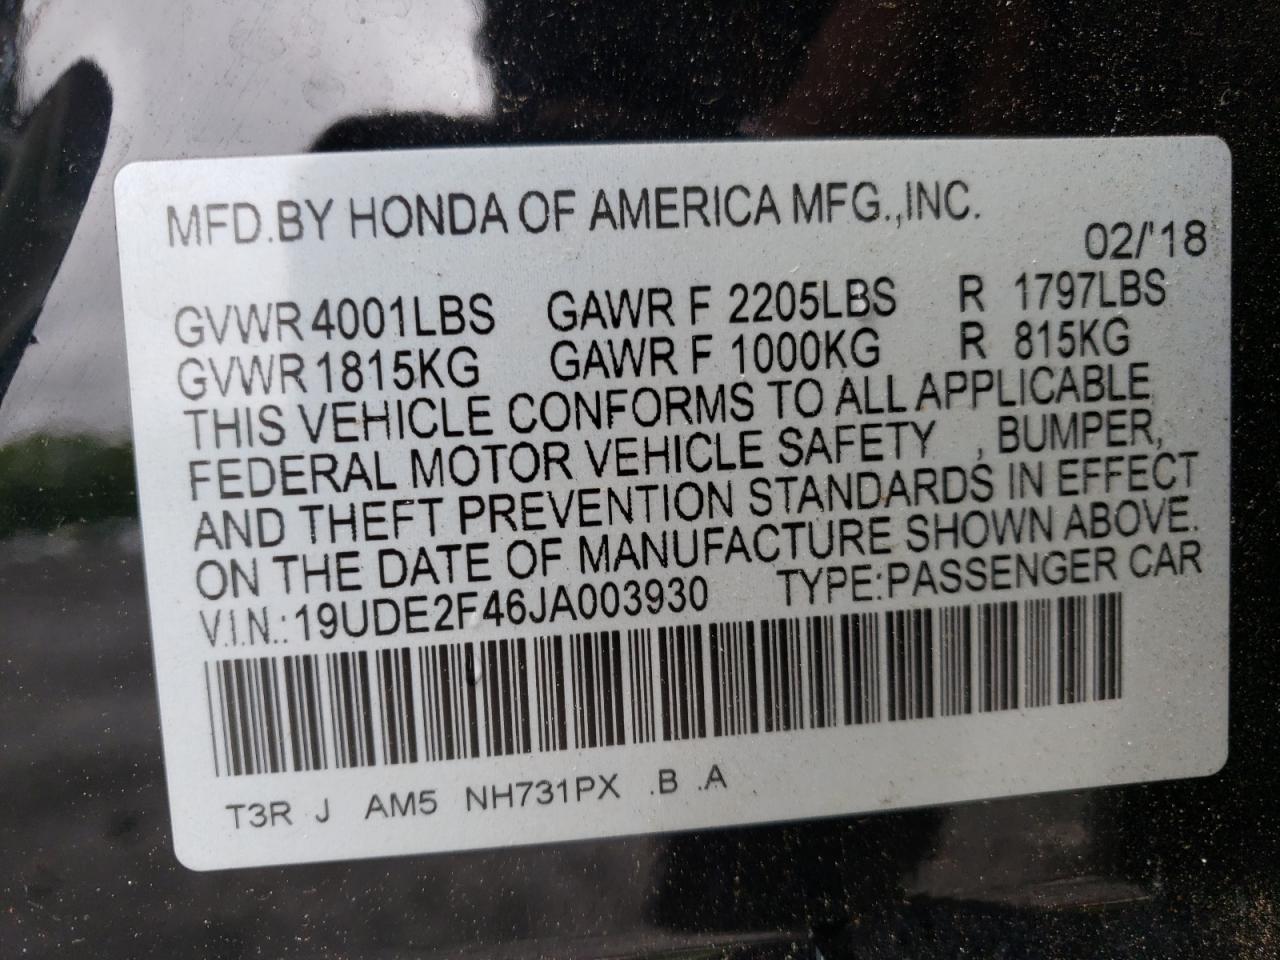 MFD.BY HONDA OF AMERICA MFG.,INC.
02/'18
GVWR 4001LBS GAWR F 2205LBS R 1797LBS
GVWR 1815KG GAWR F 1000KG R 815KG
THIS VEHICLE CONFORMS TO ALL APPLICABLE
FEDERAL MOTOR VEHICLE SAFETY , BUMPER,
AND THEFT PREVENTION STANDARDS IN EFFECT
ON THE DATE OF MANUFACTURE SHOWN ABOVE.
V.I.N.: 19UDE2F46JA003930 TYPE:PASSENGER CAR
T3R J AM5 NH731PX .B .A